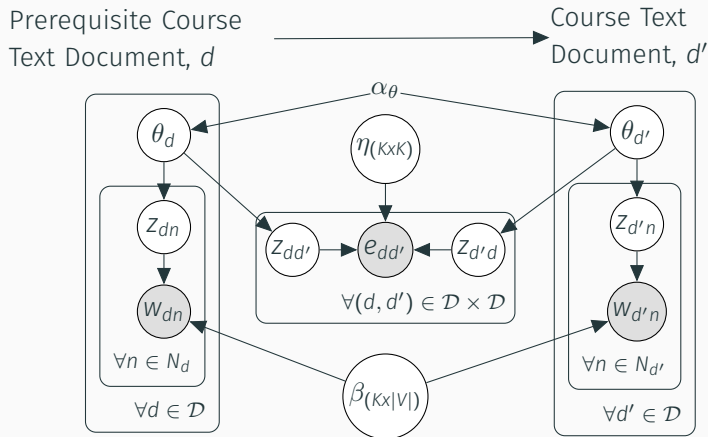 Prerequisite Course
Text Document, d
Course Text
Document, d′
α_θ
θ_d
θ_d′
η_(KxK)
z_dn
z_d′n
z_dd′
e_dd′
z_d′d
w_dn
w_d′n
∀(d, d′) ∈ 𝒟 × 𝒟
∀n ∈ N_d
∀n ∈ N_d′
β_(Kx|V|)
∀d ∈ 𝒟
∀d′ ∈ 𝒟